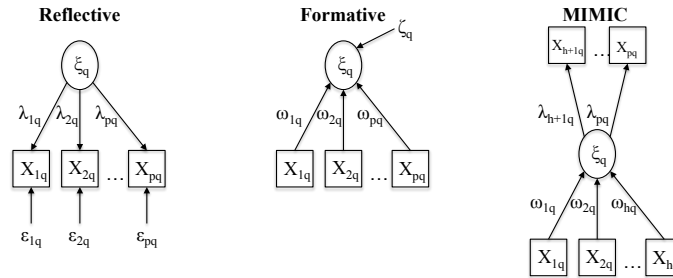 Reflective
ξq
λ1q λ2q λpq
X1q X2q ... Xpq
ε1q ε2q εpq
Formative
ζq
ξq
ω1q ω2q ωpq
X1q X2q ... Xpq
MIMIC
Xh+1q ... Xpq
λh+1q λpq
ξq
ω1q ω2q ωhq
X1q X2q ... Xh